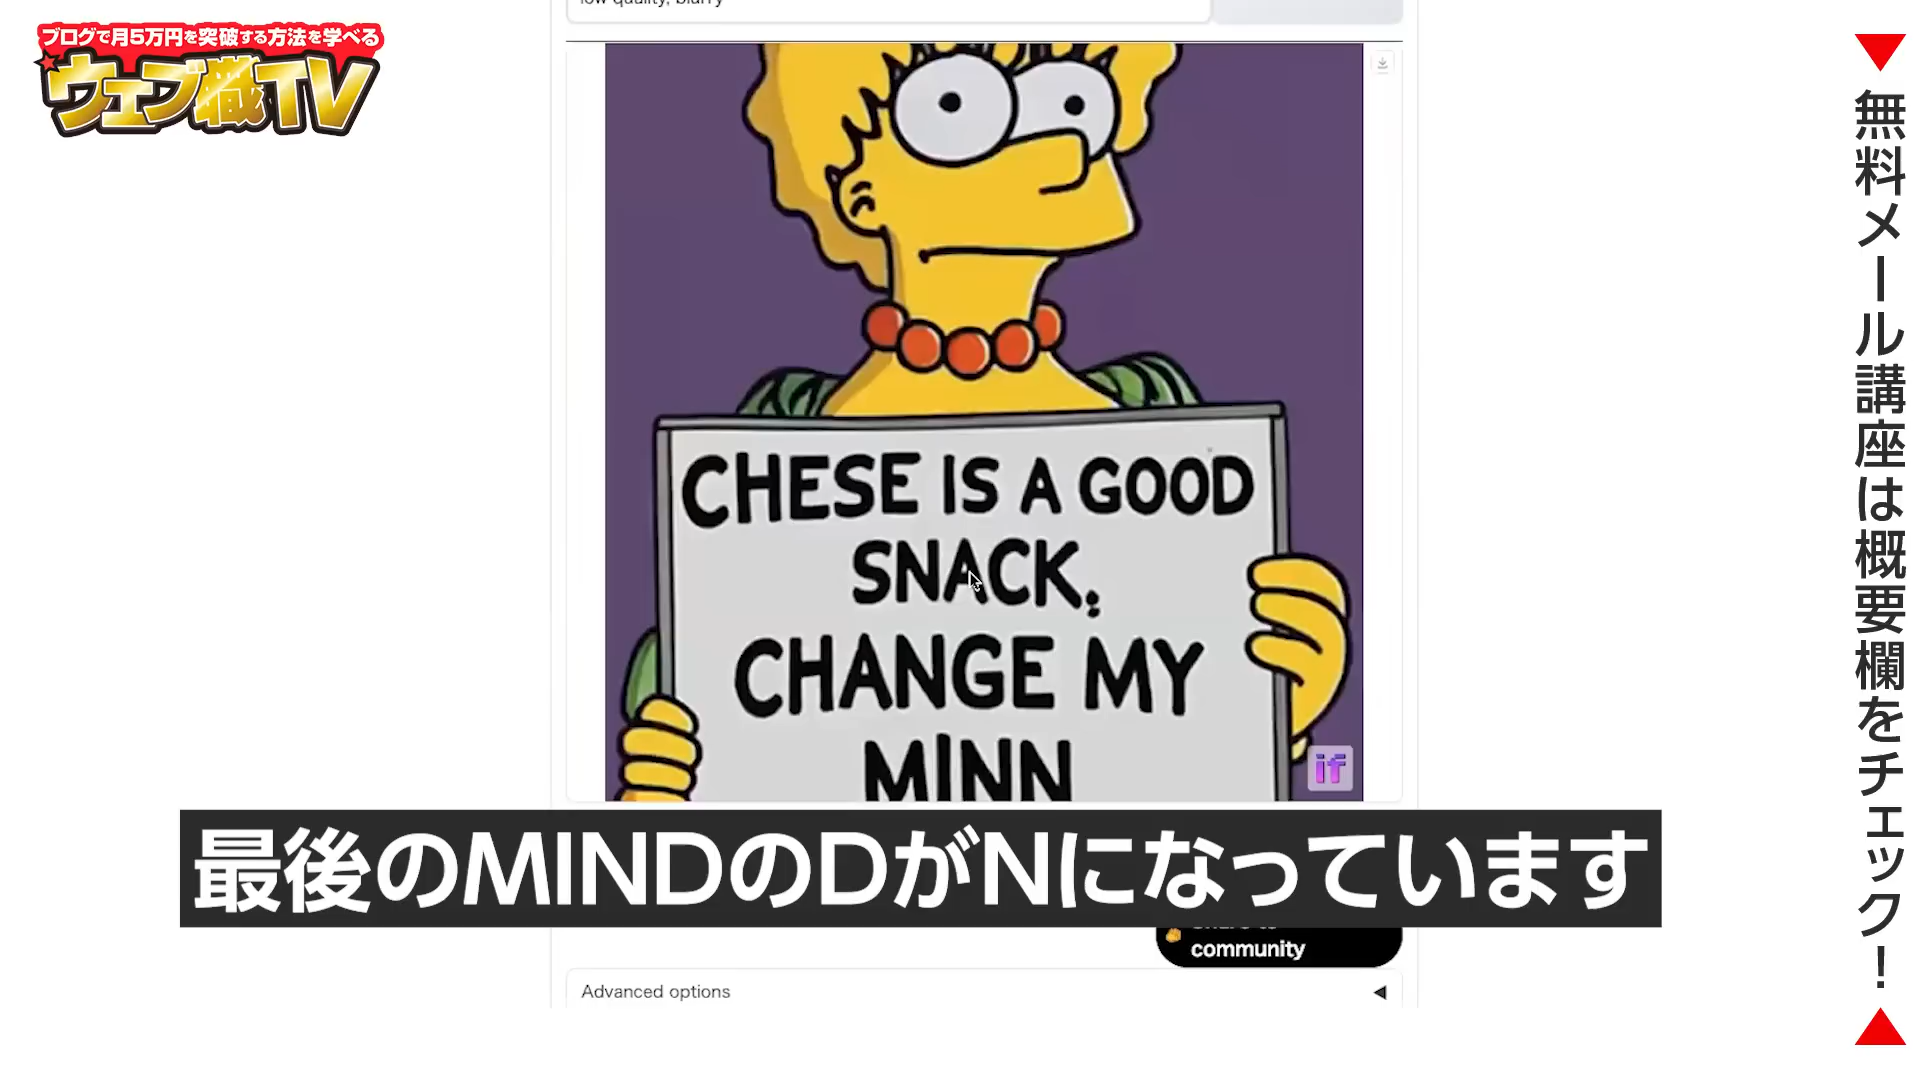 low quality, blurry
ブログで月5万円を突破する方法を学べる
ウェブ職TV
CHESE IS A GOOD
SNACK;
CHANGE MY
MINN
if
最後のMINDのDがNになっています
community
Advanced options
無料メール講座は概要欄をチェック!